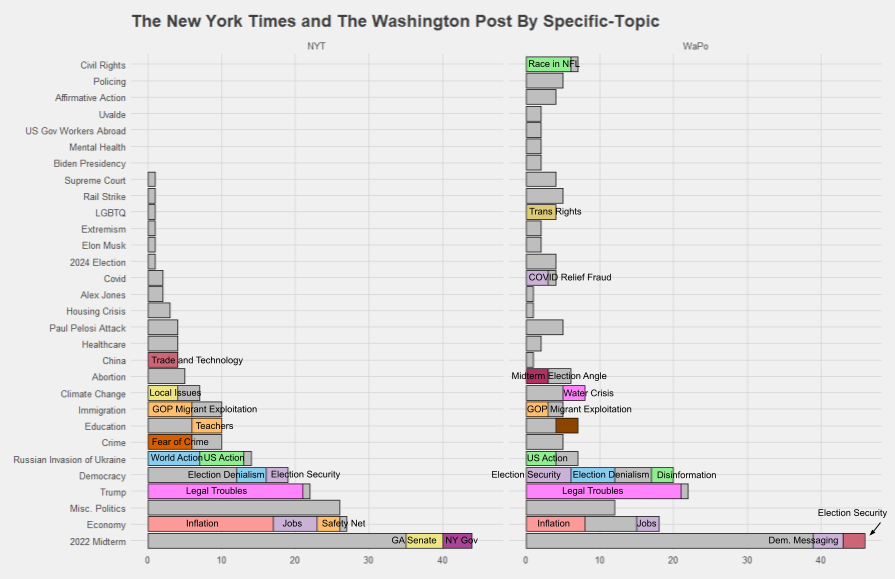 The New York Times and The Washington Post By Specific-Topic
NYT WaPo
Civil Rights Race in NFL
Policing
Affirmative Action
Uvalde
US Gov Workers Abroad
Mental Health
Biden Presidency
Supreme Court
Rail Strike
LGBTQ Trans Rights
Extremism
Elon Musk
2024 Election
Covid COVID Relief Fraud
Alex Jones
Housing Crisis
Paul Pelosi Attack
Healthcare
China Trade and Technology
Abortion Midterm Election Angle
Climate Change Local Issues Water Crisis
Immigration GOP Migrant Exploitation GOP Migrant Exploitation
Education Teachers
Crime Fear of Crime
Russian Invasion of Ukraine World Action US Action US Action
Democracy Election Denialism Election Security Election Security Election Denialism Disinformation
Trump Legal Troubles Legal Troubles
Misc. Politics
Election Security
Economy Inflation Jobs Safety Net Inflation Jobs
2022 Midterm GA Senate NY Gov Dem. Messaging
0 10 20 30 40 0 10 20 30 40